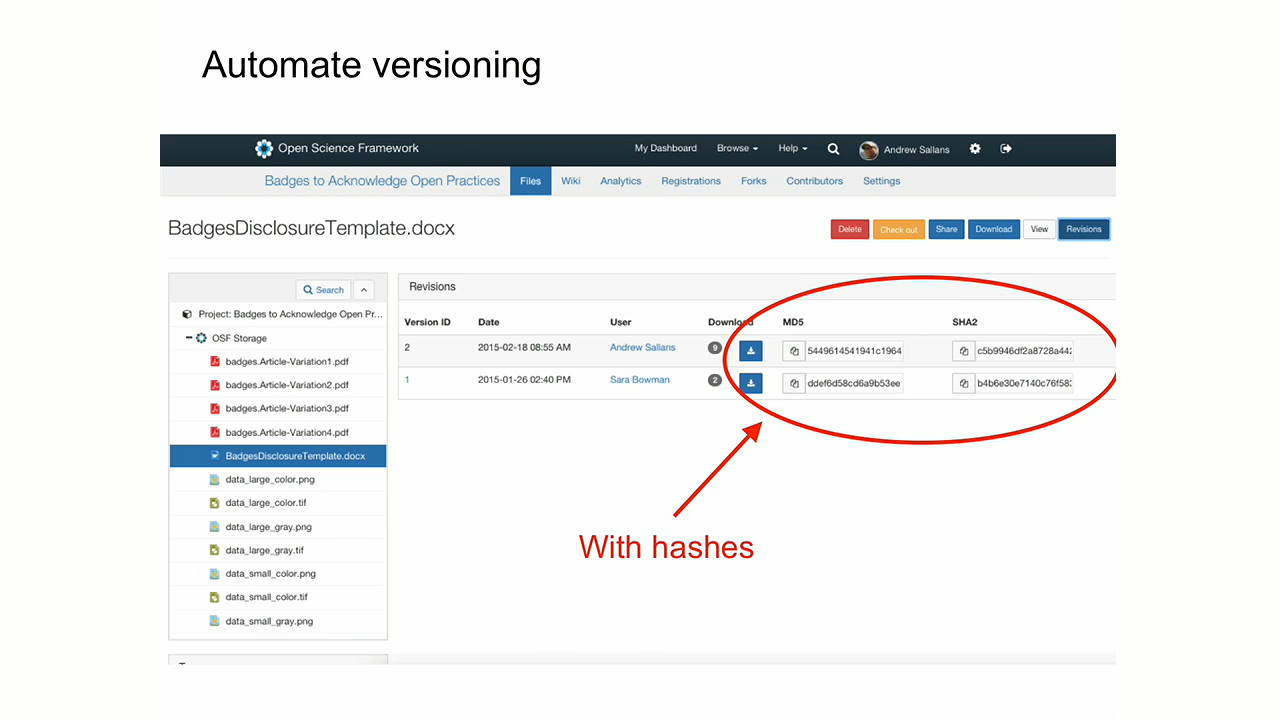 Automate versioning
Open Science Framework My Dashboard Browse Help Andrew Sallans
Badges to Acknowledge Open Practices Files Wiki Analytics Registrations Forks Contributors Settings
BadgesDisclosureTemplate.docx Delete Check out Share Download View Revisions
Search
Project: Badges to Acknowledge Open Pr...
OSF Storage
badges.Article-Variation1.pdf
badges.Article-Variation2.pdf
badges.Article-Variation3.pdf
badges.Article-Variation4.pdf
BadgesDisclosureTemplate.docx
data_large_color.png
data_large_color.tif
data_large_gray.png
data_large_gray.tif
data_small_color.png
data_small_color.tif
data_small_gray.png
Revisions
Version ID Date User Download MD5 SHA2
2 2015-02-18 08:55 AM Andrew Sallans 9 5449614541941c1964 c5b9946df2a8728a442
1 2015-01-26 02:40 PM Sara Bowman 2 ddef6d58cd6a9b53ee b4b6e30e7140c76f582
With hashes